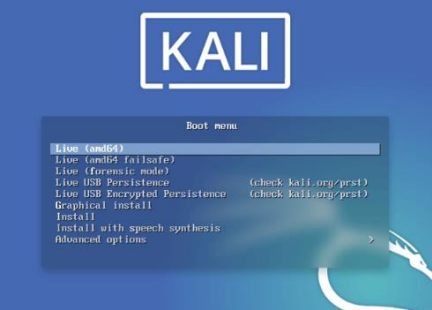 KALI
Boot menu
Live (amd64)
Live (amd64 failsafe)
Live (forensic mode)
Live USB Persistence (check kali.org/prst)
Live USB Encrypted Persistence (check kali.org/prst)
Graphical install
Install
Install with speech synthesis
Advanced options >